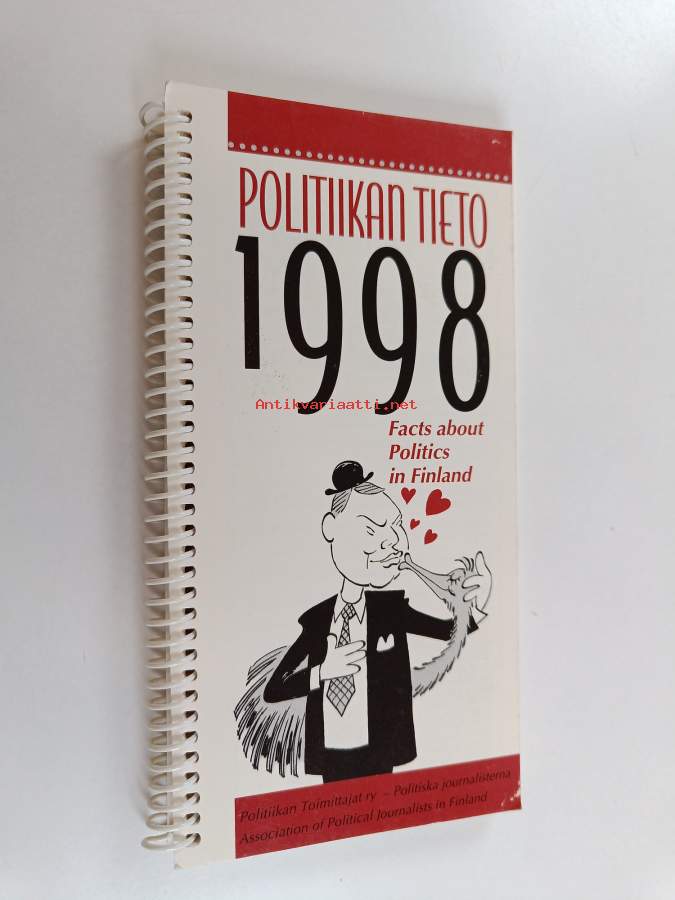 POLITIIKAN TIETO
1998
Antikvariaatti.net
Facts about
Politics
in Finland
Politiikan Toimittajat ry – Politiska journalisterna
Association of Political Journalists in Finland